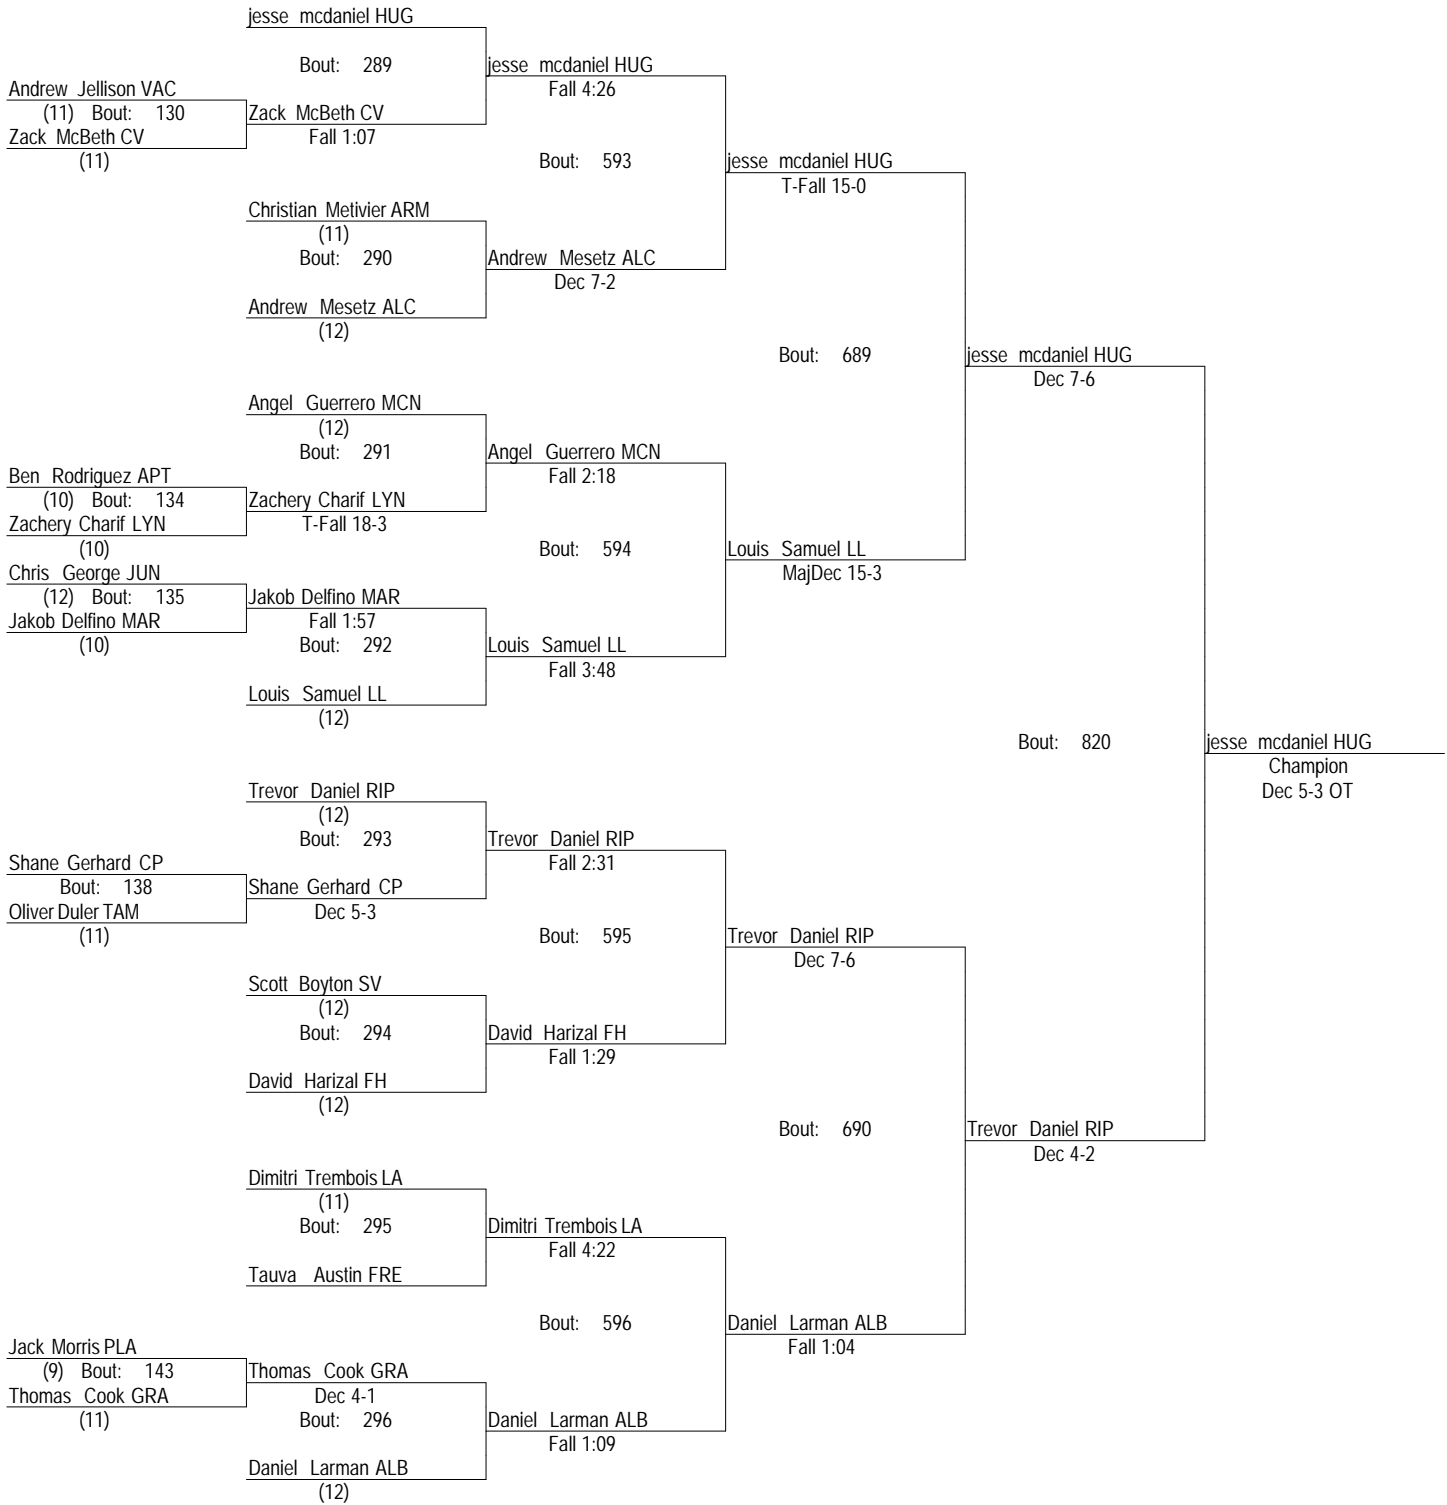 jesse mcdaniel HUG
Bout: 289
jesse mcdaniel HUG
Andrew Jellison VAC
Fall 4:26
(11) Bout: 130
Zack McBeth CV
Zack McBeth CV
Fall 1:07
(11)
Bout: 593
jesse mcdaniel HUG
T-Fall 15-0
Christian Metivier ARM
(11)
Bout: 290
Andrew Mesetz ALC
Dec 7-2
Andrew Mesetz ALC
(12)
Bout: 689
jesse mcdaniel HUG
Dec 7-6
Angel Guerrero MCN
(12)
Bout: 291
Angel Guerrero MCN
Ben Rodriguez APT
Fall 2:18
(10) Bout: 134
Zachery Charif LYN
Zachery Charif LYN
T-Fall 18-3
(10)
Bout: 594
Louis Samuel LL
Chris George JUN
MajDec 15-3
(12) Bout: 135
Jakob Delfino MAR
Jakob Delfino MAR
Fall 1:57
(10)
Bout: 292
Louis Samuel LL
Fall 3:48
Louis Samuel LL
(12)
Bout: 820
jesse mcdaniel HUG
Champion
Dec 5-3 OT
Trevor Daniel RIP
(12)
Bout: 293
Trevor Daniel RIP
Shane Gerhard CP
Fall 2:31
Bout: 138
Shane Gerhard CP
Oliver Duler TAM
Dec 5-3
(11)
Bout: 595
Trevor Daniel RIP
Dec 7-6
Scott Boyton SV
(12)
Bout: 294
David Harizal FH
Fall 1:29
David Harizal FH
(12)
Bout: 690
Trevor Daniel RIP
Dec 4-2
Dimitri Trembois LA
(11)
Bout: 295
Dimitri Trembois LA
Fall 4:22
Tauva Austin FRE
Bout: 596
Daniel Larman ALB
Jack Morris PLA
Fall 1:04
(9) Bout: 143
Thomas Cook GRA
Thomas Cook GRA
Dec 4-1
(11)
Bout: 296
Daniel Larman ALB
Fall 1:09
Daniel Larman ALB
(12)